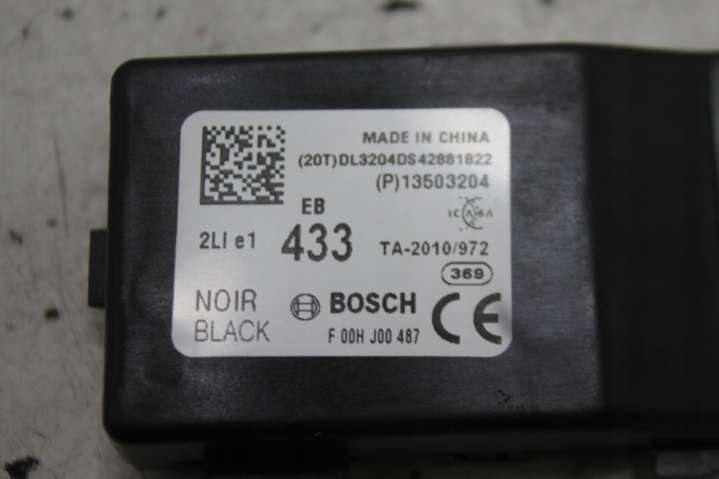 MADE IN CHINA
(20T)DL3204DS42881822
(P)13503204
EB
ICASA
2LI e1
433
TA-2010/972
369
NOIR
BLACK
BOSCH
F 00H J00 487
CE